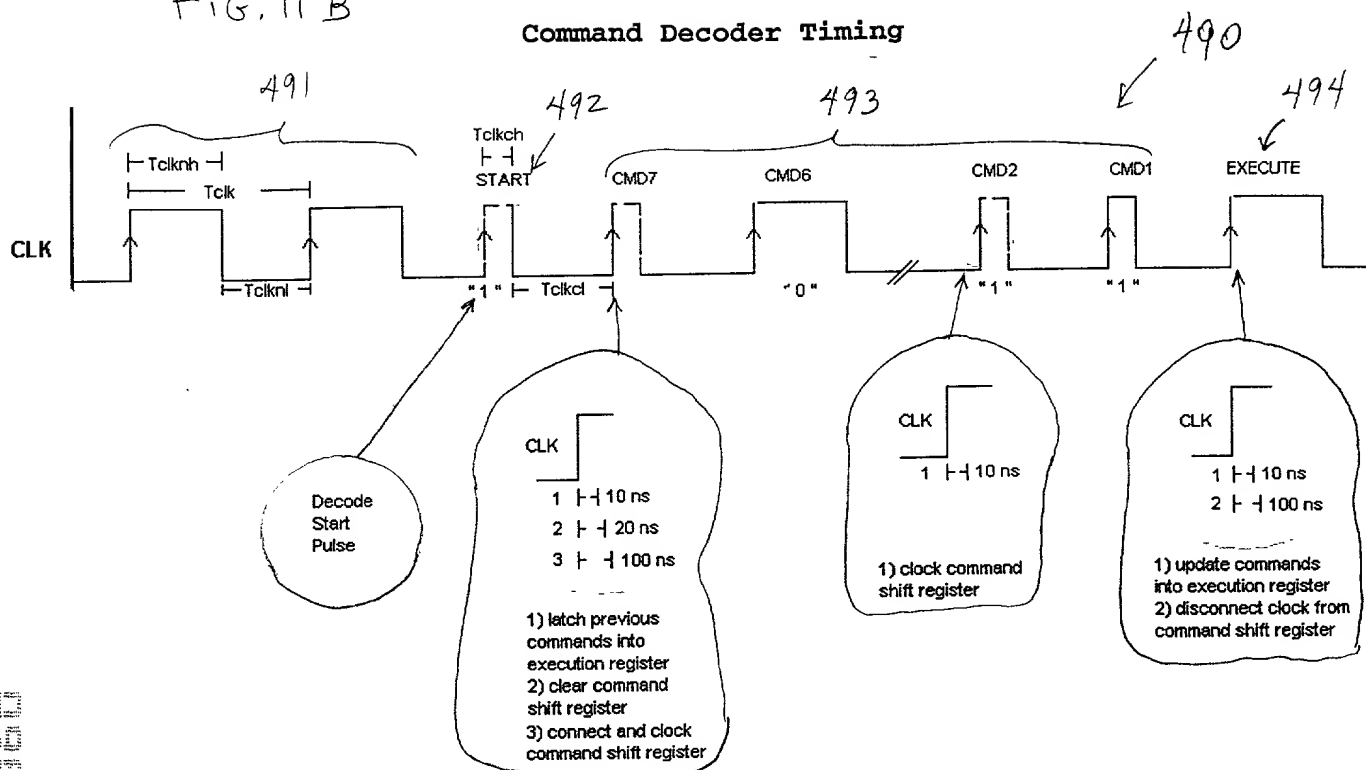 FIG. 11 B
Command Decoder Timing
490
491
492
493
494
Tclkch
Tclknh
START
CMD7
CMD6
CMD2
CMD1
EXECUTE
Tclk
CLK
Tclknl
"1"
Tclkcl
"0"
"1"
"1"
Decode
Start
Pulse
CLK
1 10 ns
2 20 ns
3 100 ns
1) latch previous
commands into
execution register
2) clear command
shift register
3) connect and clock
command shift register
CLK
1 10 ns
1) clock command
shift register
CLK
1 10 ns
2 100 ns
1) update commands
into execution register
2) disconnect clock from
command shift register